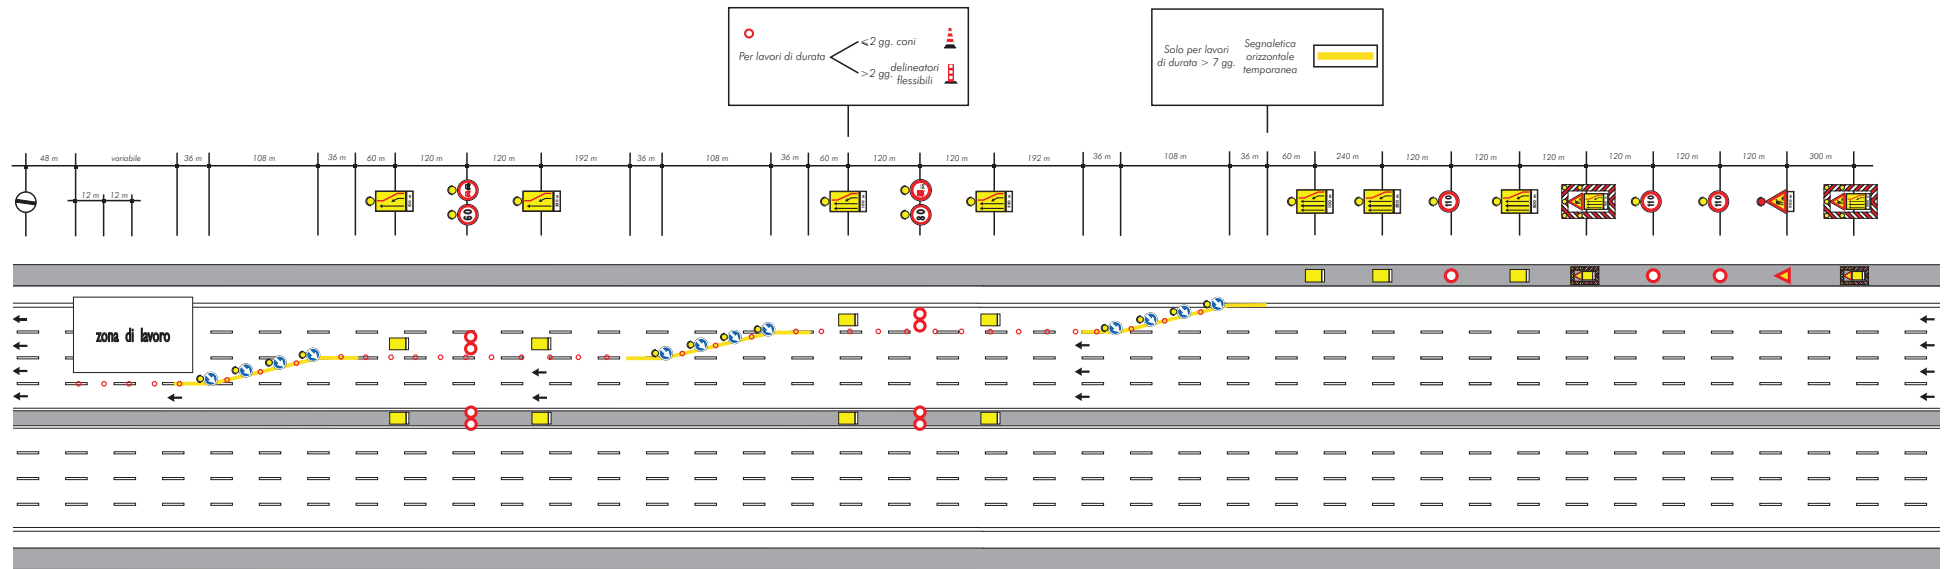 Per lavori di durata
⩽2 gg. coni
>2 gg. delineatori
flessibili
Solo per lavori
di durata > 7 gg.
Segnaletica
orizzontale
temporanea
48 m
variabile
36 m
108 m
36 m
60 m
120 m
120 m
192 m
36 m
108 m
36 m
60 m
120 m
120 m
192 m
36 m
108 m
36 m
60 m
240 m
120 m
120 m
120 m
120 m
120 m
120 m
300 m
12 m
12 m
60
80
110
110
110
zona di lavoro